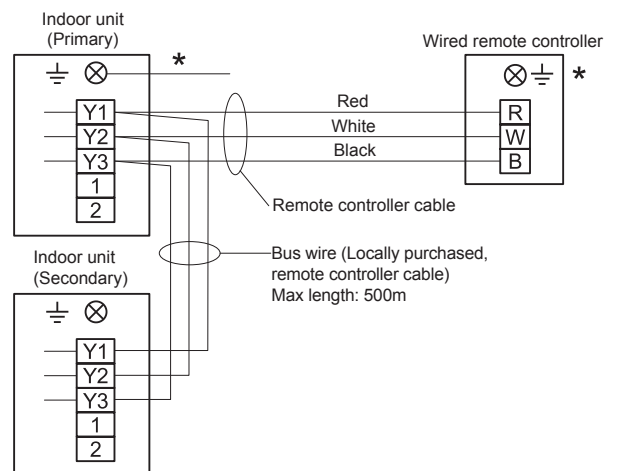 Indoor unit
(Primary)
*
Y1
Y2
Y3
1
2
Wired remote controller
*
Red
White
Black
R
W
B
Remote controller cable
Bus wire (Locally purchased,
remote controller cable)
Max length: 500m
Indoor unit
(Secondary)
Y1
Y2
Y3
1
2